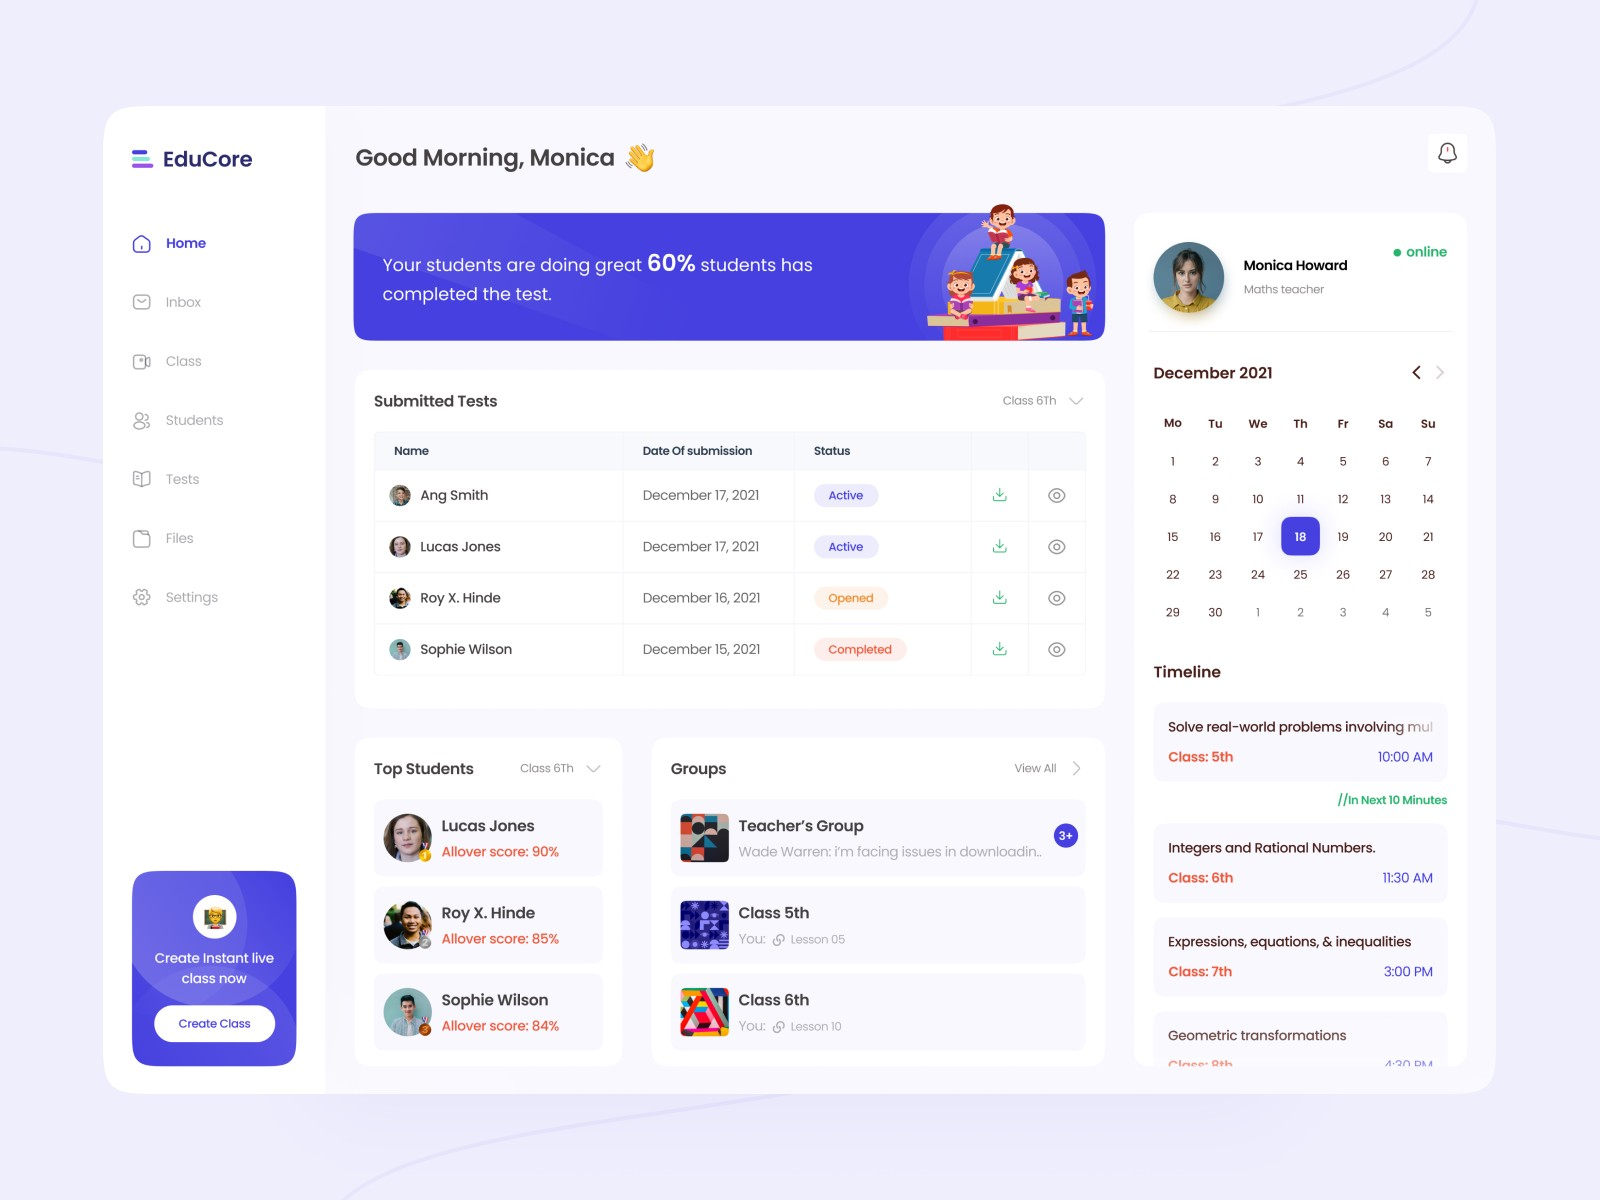 EduCore
Home
Inbox
Class
Students
Tests
Files
Settings
Create Instant live
class now
Create Class
Good Morning, Monica
Your students are doing great 60% students has
completed the test.
Submitted Tests
Class 6Th
Name Date Of submission Status
Ang Smith December 17, 2021 Active
Lucas Jones December 17, 2021 Active
Roy X. Hinde December 16, 2021 Opened
Sophie Wilson December 15, 2021 Completed
Top Students
Class 6Th
Lucas Jones
Allover score: 90%
Roy X. Hinde
Allover score: 85%
Sophie Wilson
Allover score: 84%
Groups
View All
Teacher’s Group
Wade Warren: i’m facing issues in downloadin..
3+
Class 5th
You: Lesson 05
Class 6th
You: Lesson 10
online
Monica Howard
Maths teacher
December 2021
Mo Tu We Th Fr Sa Su
1 2 3 4 5 6 7
8 9 10 11 12 13 14
15 16 17 18 19 20 21
22 23 24 25 26 27 28
29 30 1 2 3 4 5
Timeline
Solve real-world problems involving mul
Class: 5th 10:00 AM
//In Next 10 Minutes
Integers and Rational Numbers.
Class: 6th 11:30 AM
Expressions, equations, & inequalities
Class: 7th 3:00 PM
Geometric transformations
Class: 8th 4:30 PM